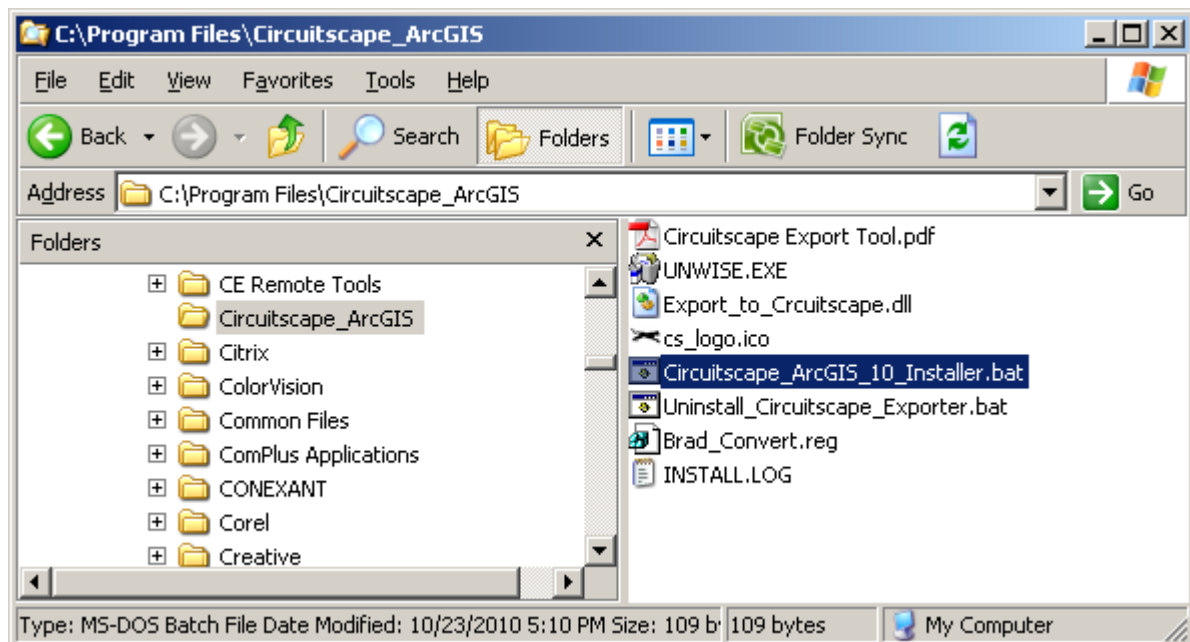 C:\Program Files\Circuitscape_ArcGIS
File Edit View Favorites Tools Help
Back Search Folders Folder Sync
Address C:\Program Files\Circuitscape_ArcGIS Go
Folders
CE Remote Tools
Circuitscape_ArcGIS
Citrix
ColorVision
Common Files
ComPlus Applications
CONEXANT
Corel
Creative
Circuitscape Export Tool.pdf
UNWISE.EXE
Export_to_Crcuitscape.dll
cs_logo.ico
Circuitscape_ArcGIS_10_Installer.bat
Uninstall_Circuitscape_Exporter.bat
Brad_Convert.reg
INSTALL.LOG
Type: MS-DOS Batch File Date Modified: 10/23/2010 5:10 PM Size: 109 b 109 bytes My Computer